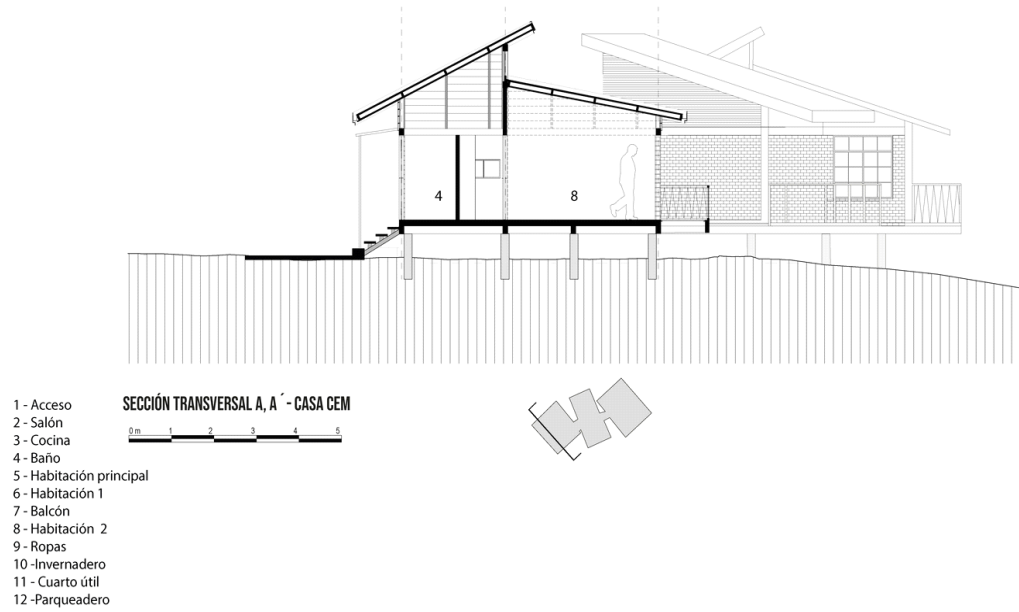 4
8
1 - Acceso
2 - Salón
3 - Cocina
4 - Baño
5 - Habitación principal
6 - Habitación 1
7 - Balcón
8 - Habitación 2
9 - Ropas
10 -Invernadero
11 - Cuarto útil
12 -Parqueadero
SECCIÓN TRANSVERSAL A, A´- CASA CEM
0 m 1 2 3 4 5